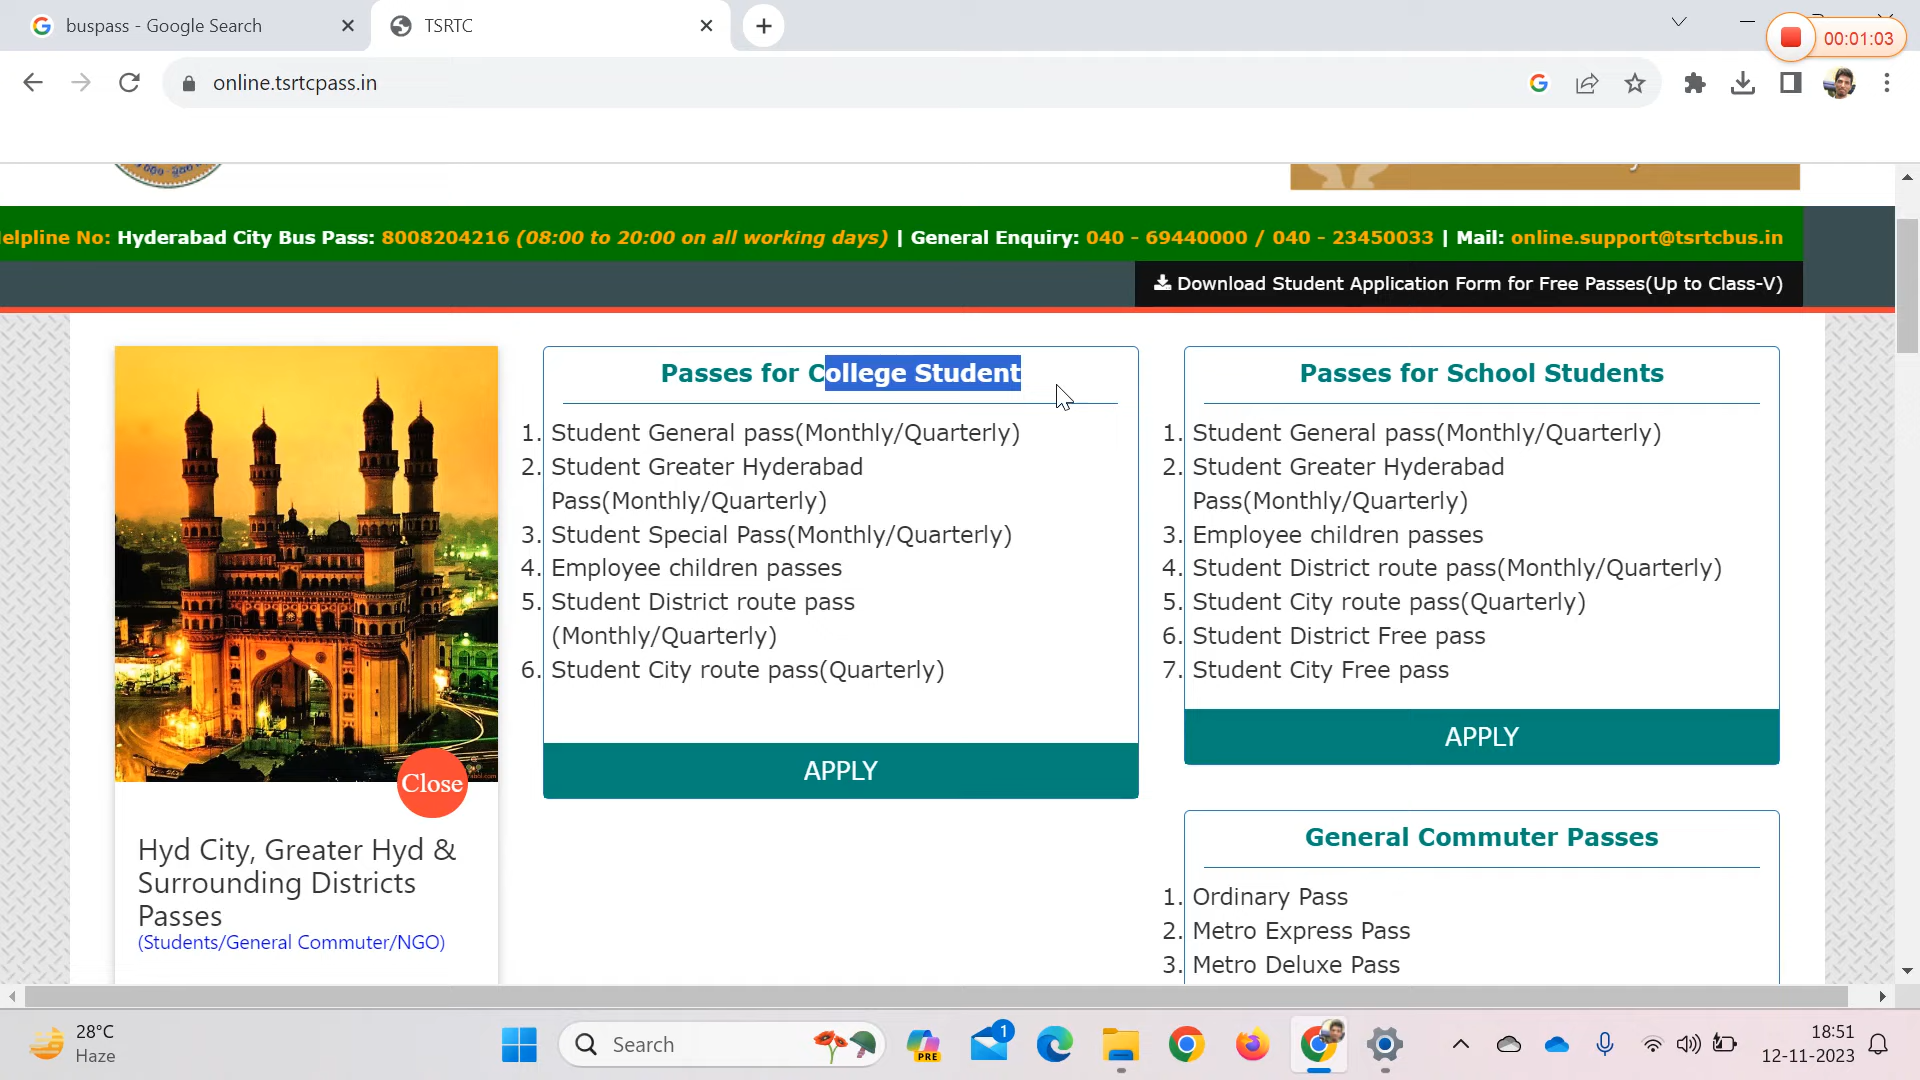 buspass - Google Search
TSRTC
00:01:03
online.tsrtcpass.in
elpline No: Hyderabad City Bus Pass: 8008204216 (08:00 to 20:00 on all working days) | General Enquiry: 040 - 69440000 / 040 - 23450033 | Mail: online.support@tsrtcbus.in
Download Student Application Form for Free Passes(Up to Class-V)
Close
Hyd City, Greater Hyd &
Surrounding Districts
Passes
(Students/General Commuter/NGO)
Passes for College Student
1. Student General pass(Monthly/Quarterly)
2. Student Greater Hyderabad
Pass(Monthly/Quarterly)
3. Student Special Pass(Monthly/Quarterly)
4. Employee children passes
5. Student District route pass
(Monthly/Quarterly)
6. Student City route pass(Quarterly)
APPLY
Passes for School Students
1. Student General pass(Monthly/Quarterly)
2. Student Greater Hyderabad
Pass(Monthly/Quarterly)
3. Employee children passes
4. Student District route pass(Monthly/Quarterly)
5. Student City route pass(Quarterly)
6. Student District Free pass
7. Student City Free pass
APPLY
General Commuter Passes
1. Ordinary Pass
2. Metro Express Pass
3. Metro Deluxe Pass
28°C
Haze
Search
PRE
1
18:51
12-11-2023